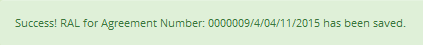 Success! RAL for Agreement Number: 0000009/4/04/11/2015 has been saved.